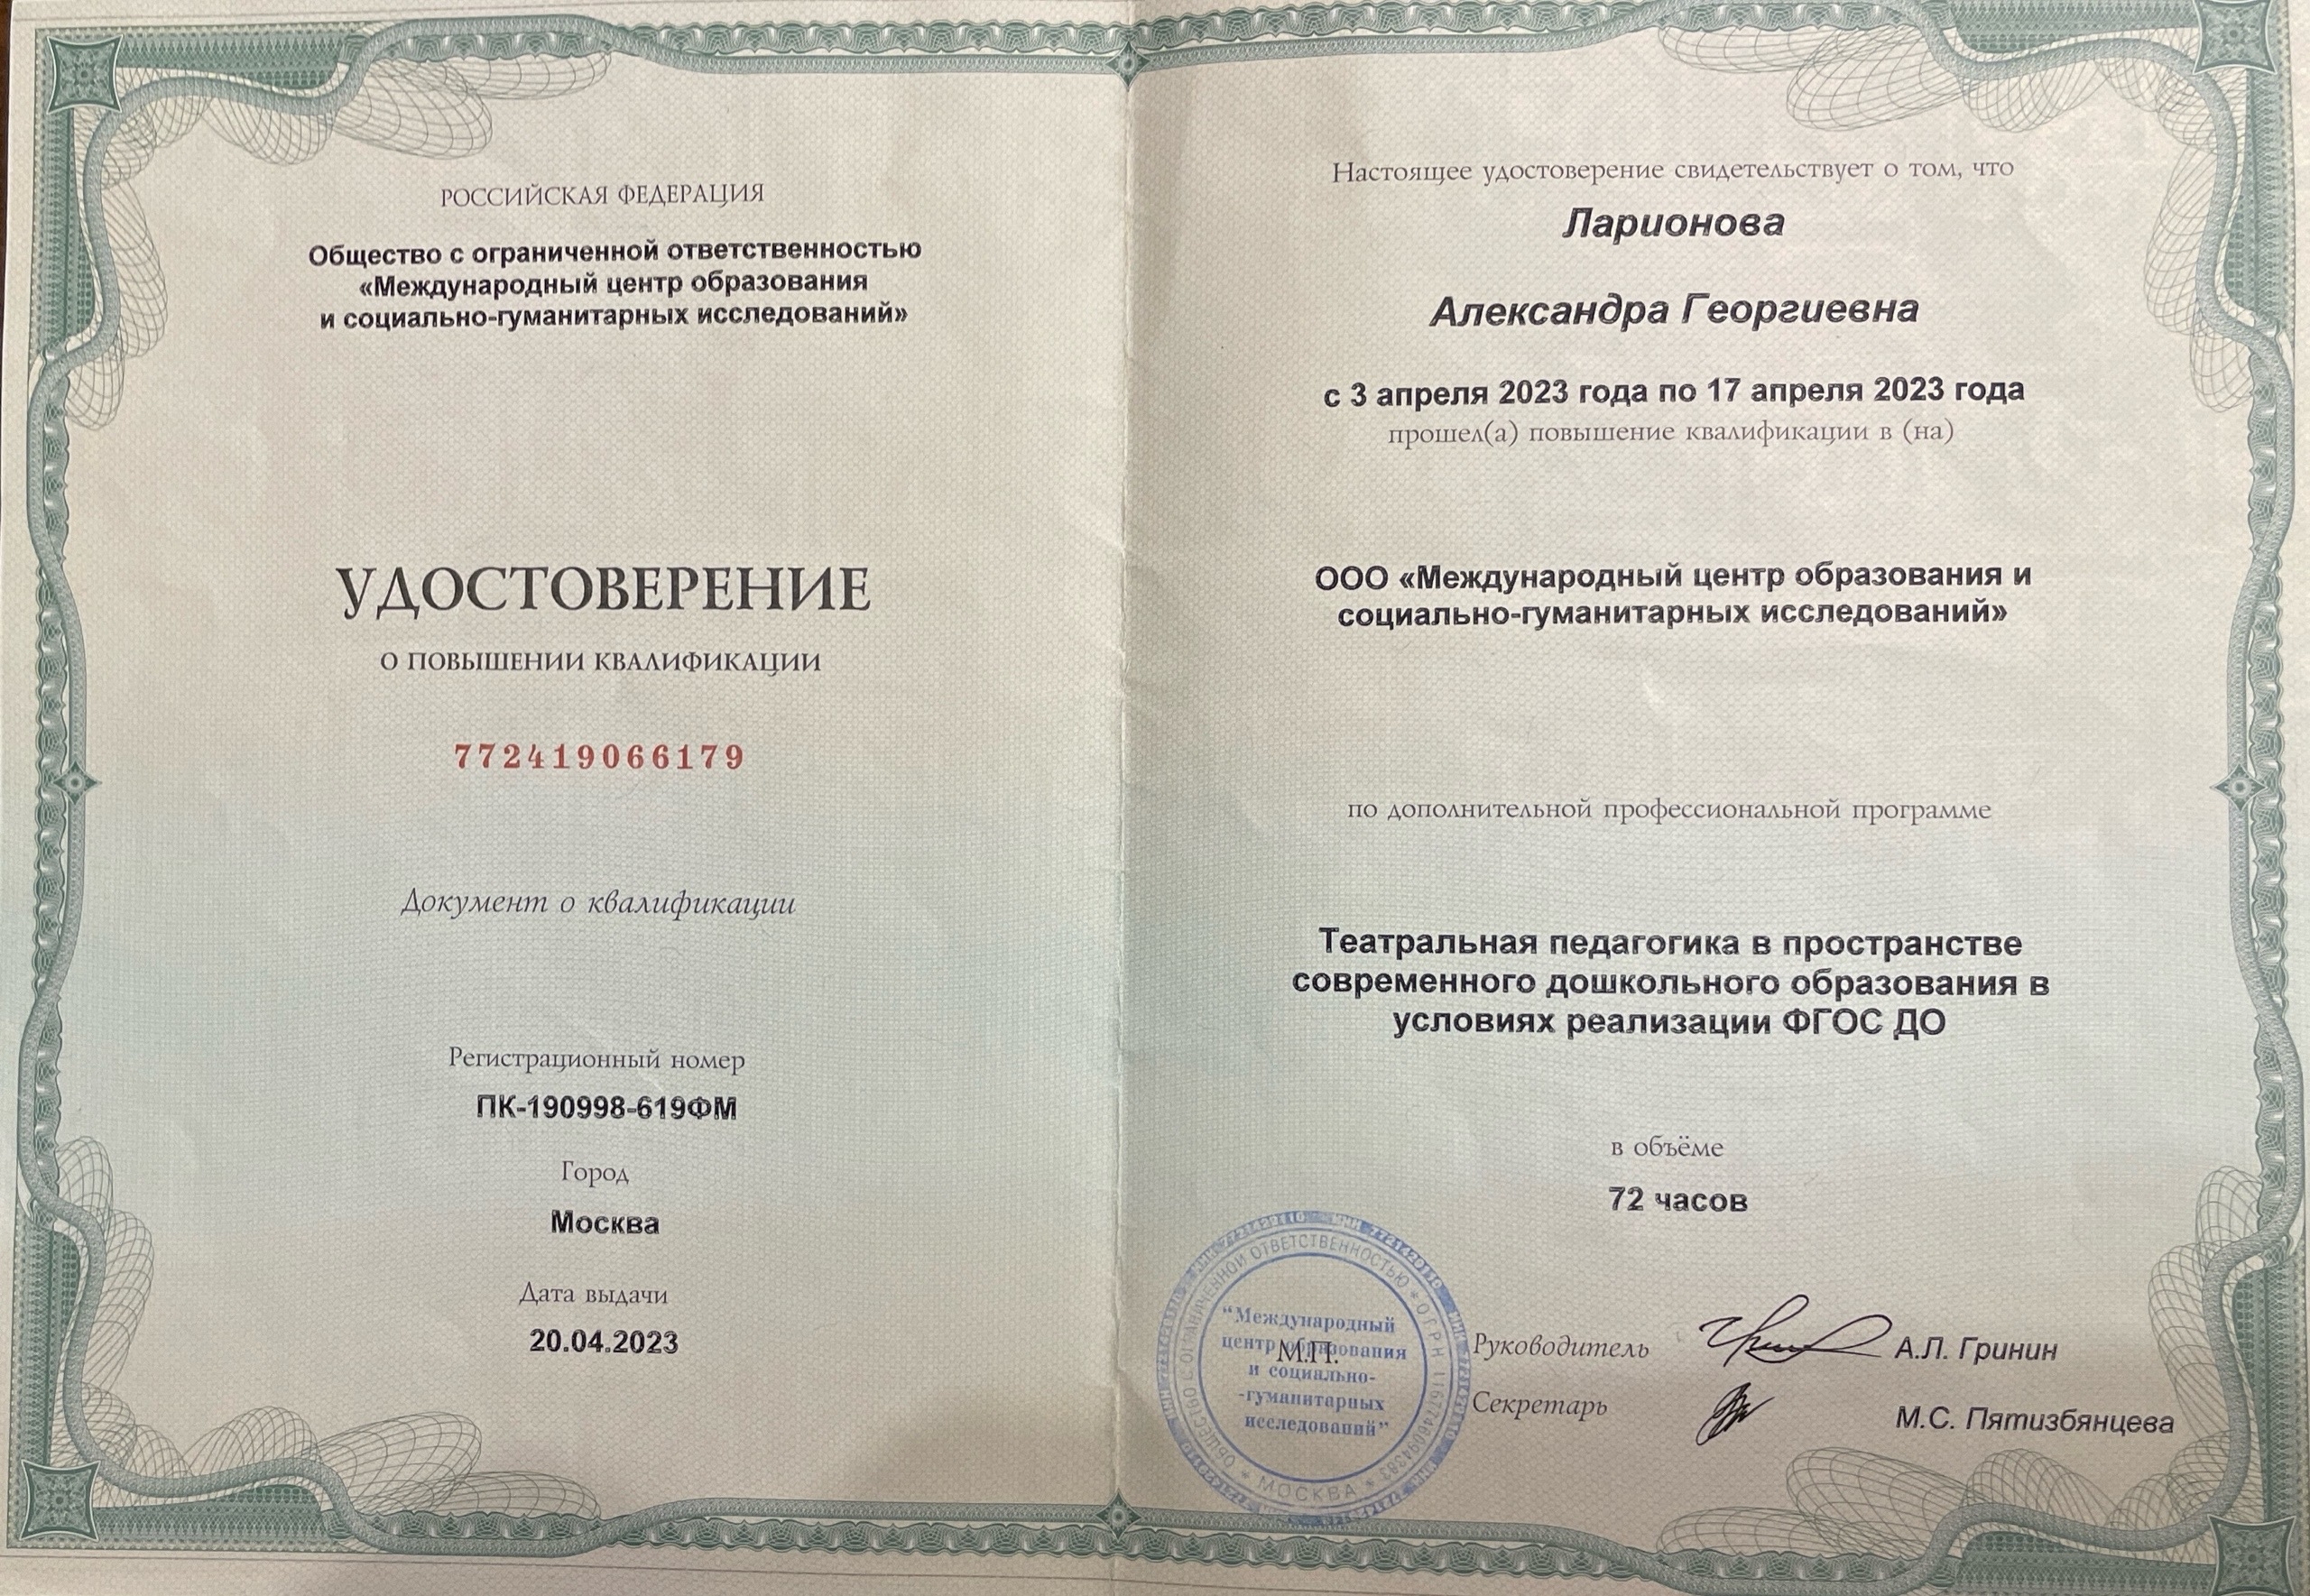 РОССИЙСКАЯ ФЕДЕРАЦИЯ
Общество с ограниченной ответственностью
«Международный центр образования
и социально-гуманитарных исследований»
УДОСТОВЕРЕНИЕ
О ПОВЫШЕНИИ КВАЛИФИКАЦИИ
772419066179
Документ о квалификации
Регистрационный номер
ПК-190998-619ФМ
Город
Москва
Дата выдачи
20.04.2023
Настоящее удостоверение свидетельствует о том, что
Ларионова
Александра Георгиевна
с 3 апреля 2023 года по 17 апреля 2023 года
прошел(а) повышение квалификации в (на)
ООО «Международный центр образования и
социально-гуманитарных исследований»
по дополнительной профессиональной программе
Театральная педагогика в пространстве
современного дошкольного образования в
условиях реализации ФГОС ДО
в объёме
72 часов
М.П.
Руководитель А.Л. Гринин
Секретарь М.С. Пятизбянцева
"Международный
центр образования
и социально-
-гуманитарных
исследований"
ОБЩЕСТВО С ОГРАНИЧЕННОЙ ОТВЕТСТВЕННОСТЬЮ * ОГРН
* МОСКВА *